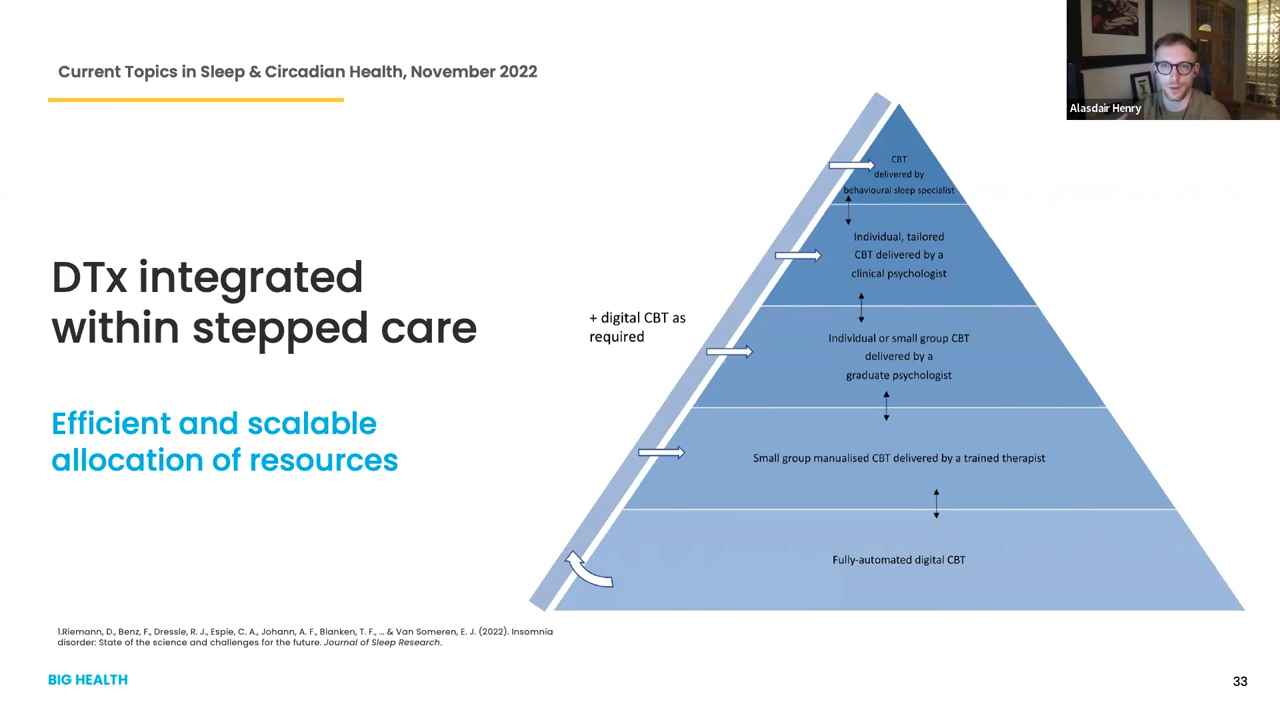 Current Topics in Sleep & Circadian Health, November 2022
Alasdair Henry
DTx integrated
within stepped care
Efficient and scalable
allocation of resources
+ digital CBT as
required
CBT
delivered by
behavioural sleep specialist
Individual, tailored
CBT delivered by a
clinical psychologist
Individual or small group CBT
delivered by a
graduate psychologist
Small group manualised CBT delivered by a trained therapist
Fully-automated digital CBT
1.Riemann, D., Benz, F., Dressle, R. J., Espie, C. A., Johann, A. F., Blanken, T. F., ... & Van Someren, E. J. (2022). Insomnia
disorder: State of the science and challenges for the future. Journal of Sleep Research.
BIG HEALTH
33